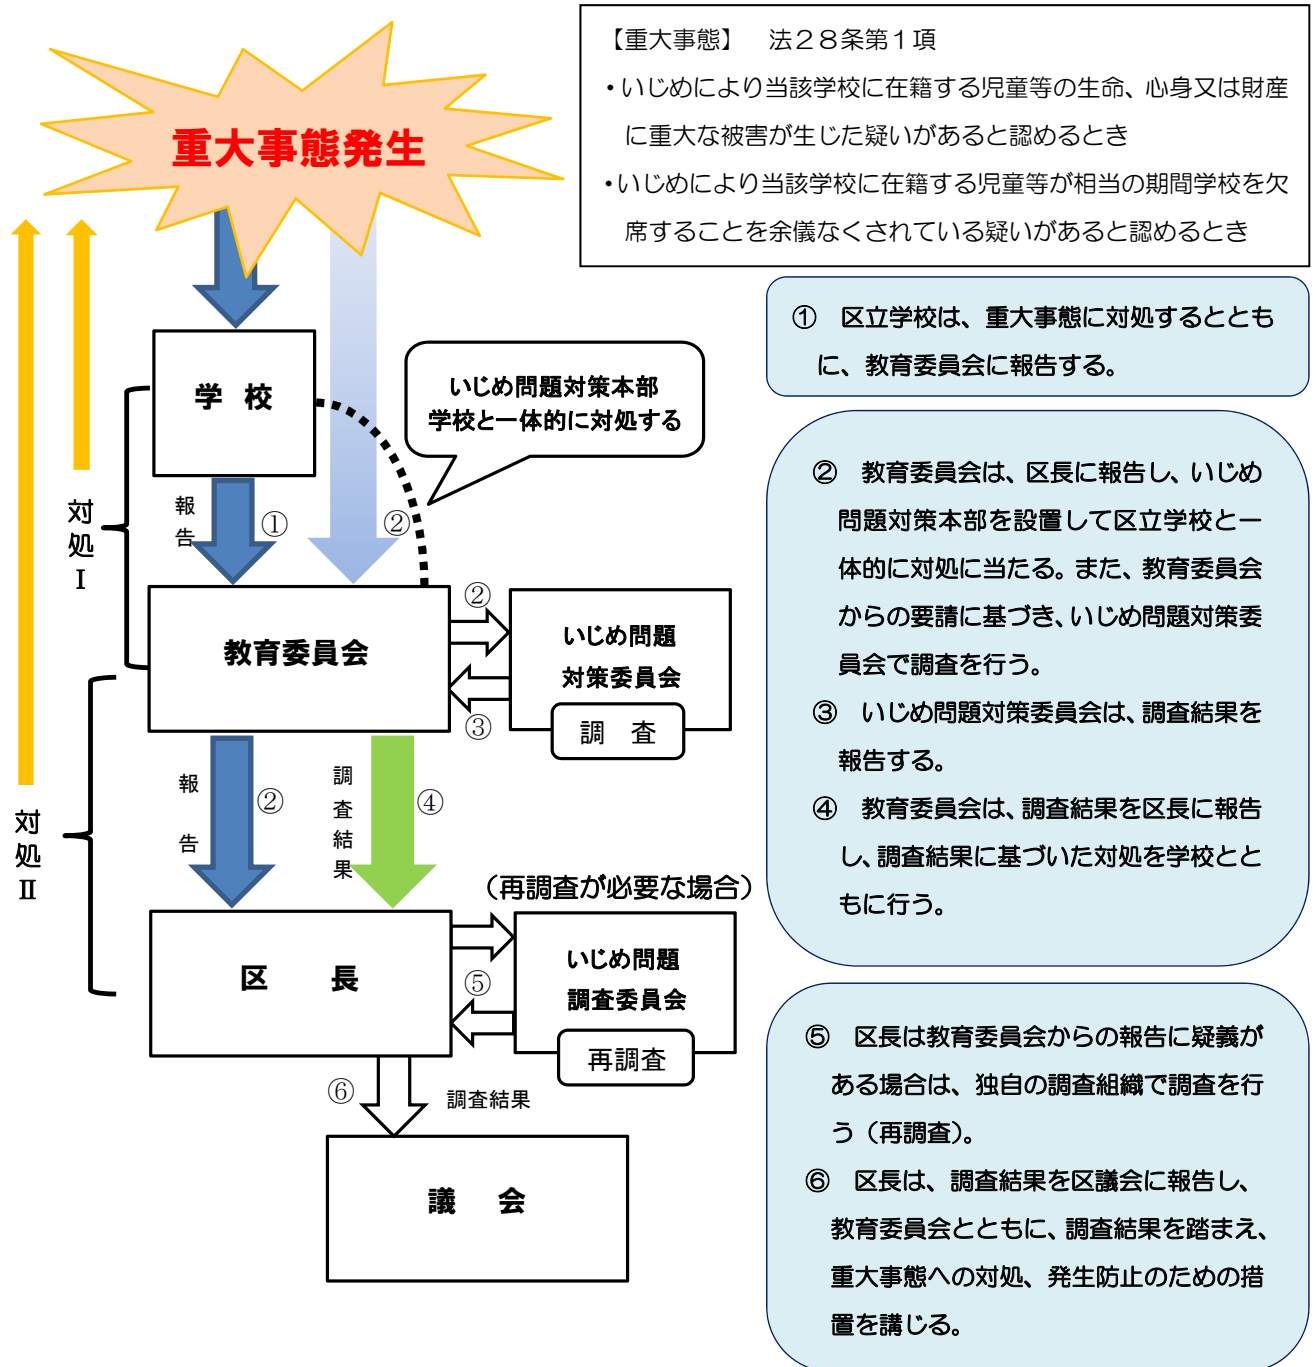 【重大事態】　法28条第1項
・いじめにより当該学校に在籍する児童等の生命、心身又は財産
に重大な被害が生じた疑いがあると認めるとき
・いじめにより当該学校に在籍する児童等が相当の期間学校を欠
席することを余儀なくされている疑いがあると認めるとき
重大事態発生
学　校
いじめ問題対策本部
学校と一体的に対処する
報告
①
②
対処Ⅰ
教育委員会
②
③
いじめ問題
対策委員会
調　査
報告
②
調査結果
④
対処Ⅱ
（再調査が必要な場合）
区　長
⑤
いじめ問題
調査委員会
再調査
⑥
調査結果
議　会
①　区立学校は、重大事態に対処するととも
に、教育委員会に報告する。
②　教育委員会は、区長に報告し、いじめ
問題対策本部を設置して区立学校と一
体的に対処に当たる。また、教育委員会
からの要請に基づき、いじめ問題対策委
員会で調査を行う。
③　いじめ問題対策委員会は、調査結果を
報告する。
④　教育委員会は、調査結果を区長に報告
し、調査結果に基づいた対処を学校とと
もに行う。
⑤　区長は教育委員会からの報告に疑義が
ある場合は、独自の調査組織で調査を行
う（再調査）。
⑥　区長は、調査結果を区議会に報告し、
教育委員会とともに、調査結果を踏まえ、
重大事態への対処、発生防止のための措
置を講じる。